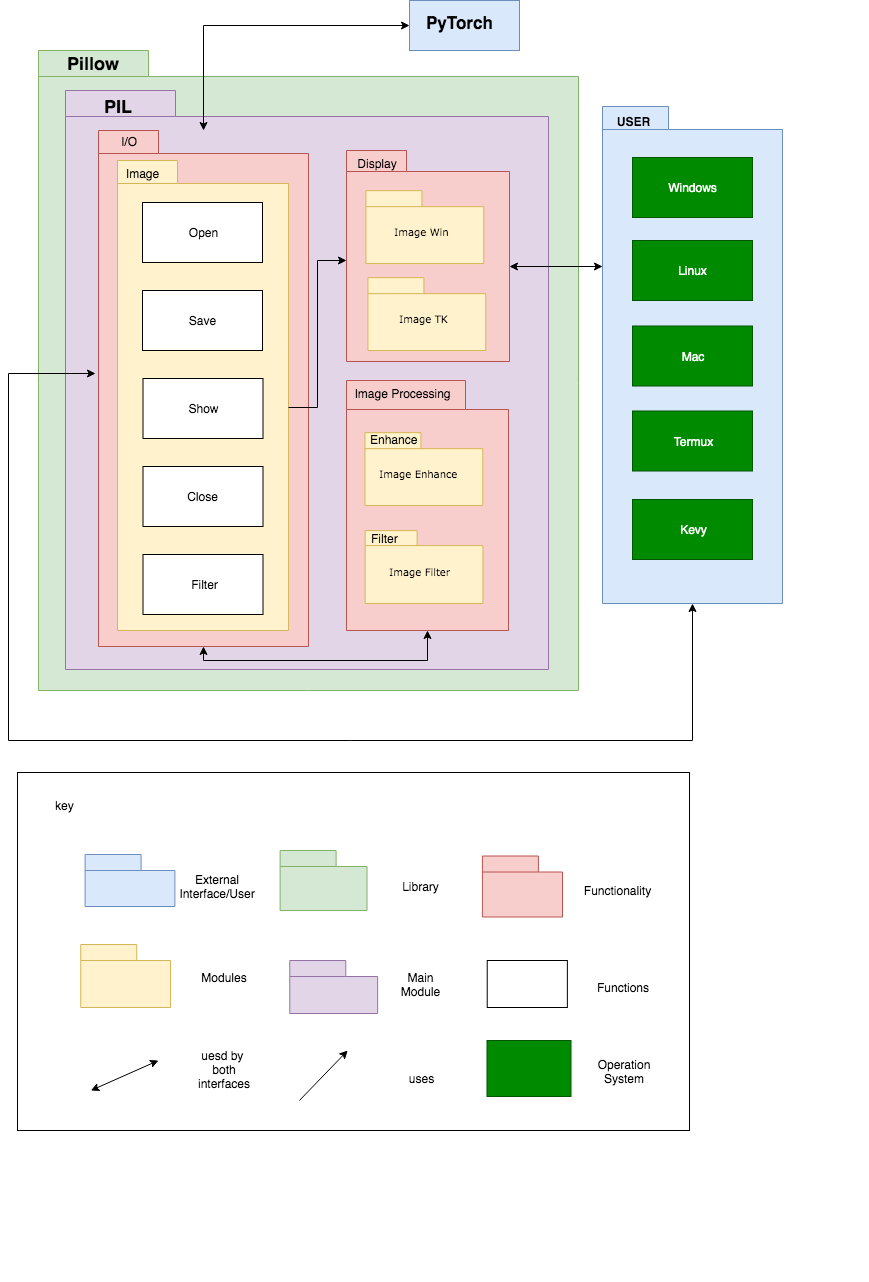 PyTorch
Pillow
PIL
USER
I/O
Image
Open
Save
Show
Close
Filter
Display
Image Win
Image TK
Image Processing
Enhance
Image Enhance
Filter
Image Filter
Windows
Linux
Mac
Termux
Kevy
key
External
Interface/User
Library
Functionality
Modules
Main
Module
Functions
uesd by
both
interfaces
uses
Operation
System